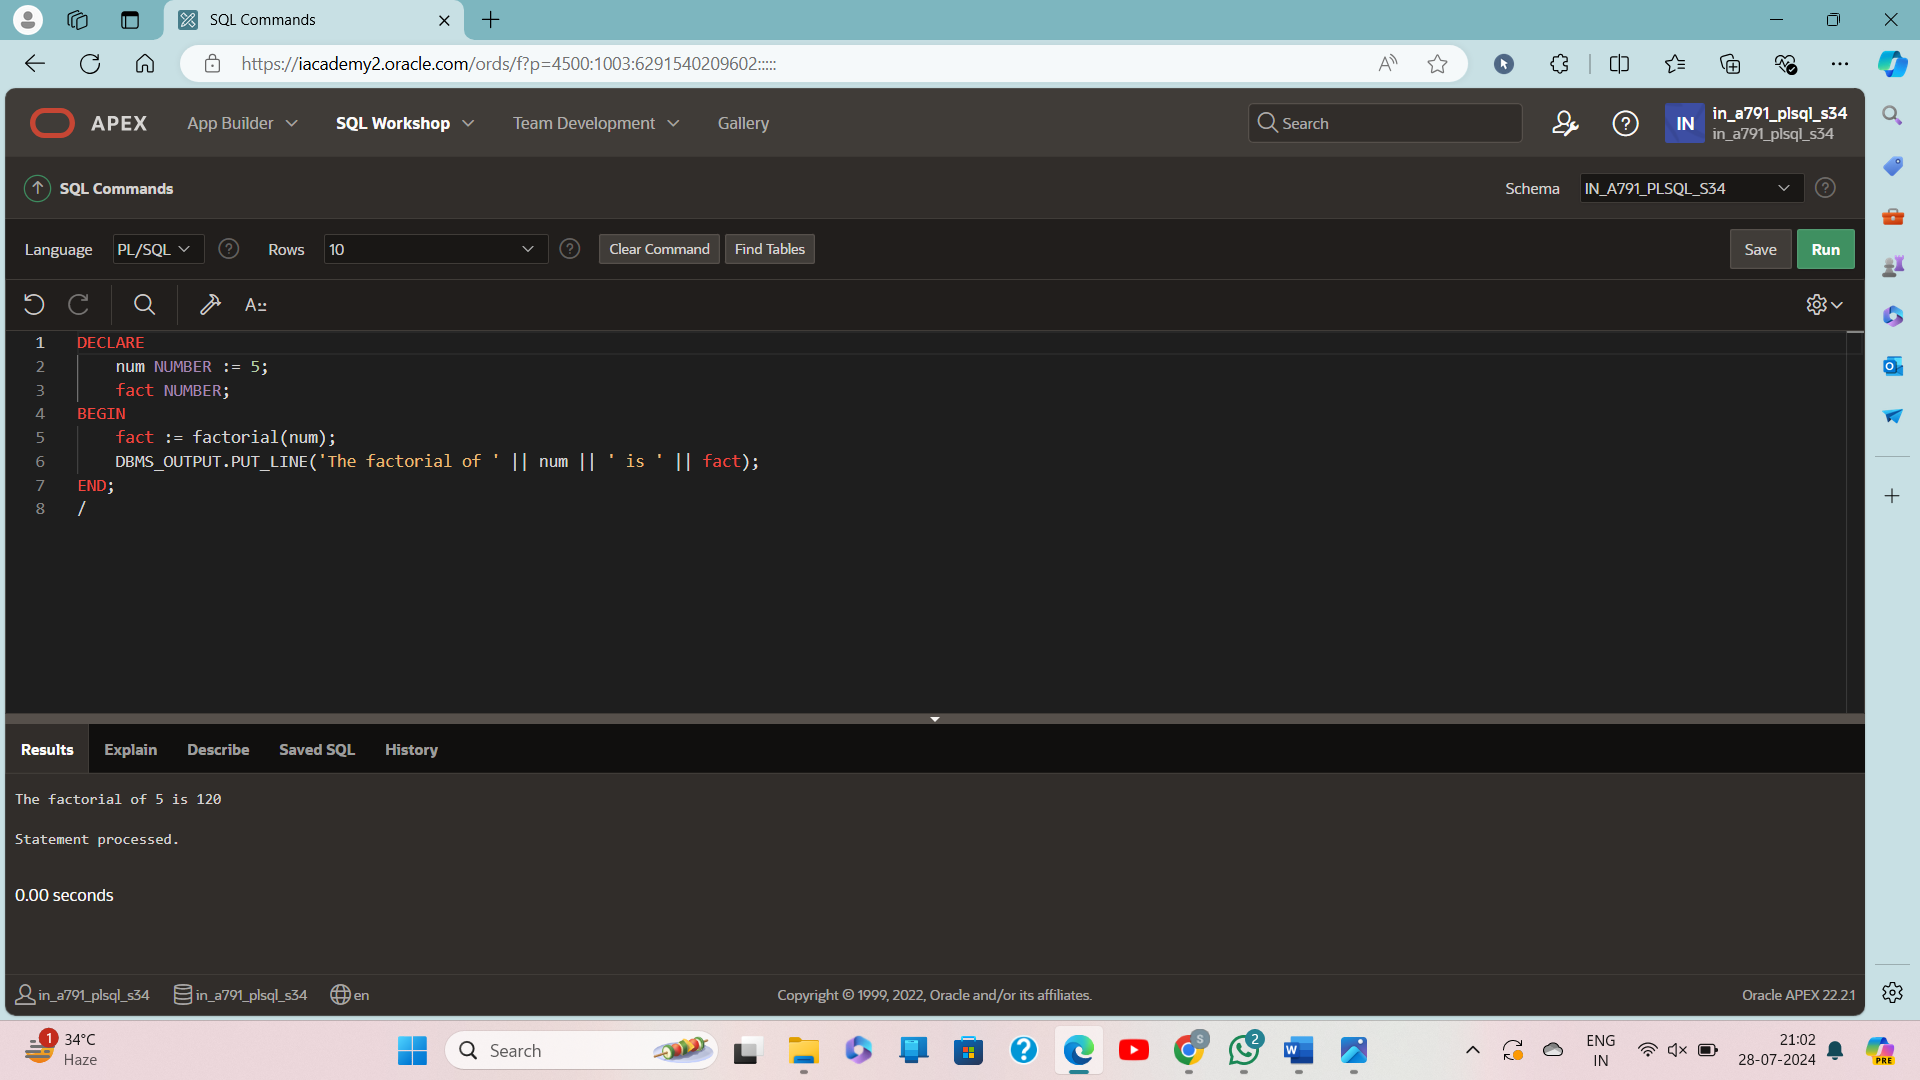 SQL Commands
https://iacademy2.oracle.com/ords/f?p=4500:1003:6291540209602:::::
APEX App Builder SQL Workshop Team Development Gallery Search IN in_a791_plsql_s34
in_a791_plsql_s34
SQL Commands Schema IN_A791_PLSQL_S34
Language PL/SQL Rows 10 Clear Command Find Tables Save Run
A::
1 DECLARE
2 num NUMBER := 5;
3 fact NUMBER;
4 BEGIN
5 fact := factorial(num);
6 DBMS_OUTPUT.PUT_LINE('The factorial of ' || num || ' is ' || fact);
7 END;
8 /
Results Explain Describe Saved SQL History
The factorial of 5 is 120
Statement processed.
0.00 seconds
in_a791_plsql_s34 in_a791_plsql_s34 en Copyright © 1999, 2022, Oracle and/or its affiliates. Oracle APEX 22.2.1
1 34°C
Haze
Search
S
2
ENG
IN
21:02
28-07-2024
PRE